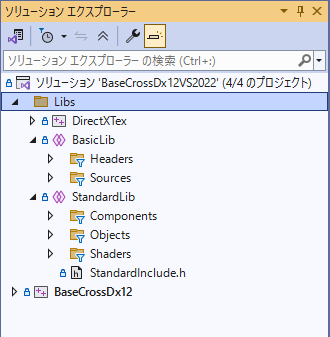 ソリューション エクスプローラー
ソリューション エクスプローラー の検索 (Ctrl+:)
ソリューション 'BaseCrossDx12VS2022' (4/4 のプロジェクト)
Libs
DirectXTex
BasicLib
Headers
Sources
StandardLib
Components
Objects
Shaders
StandardInclude.h
BaseCrossDx12